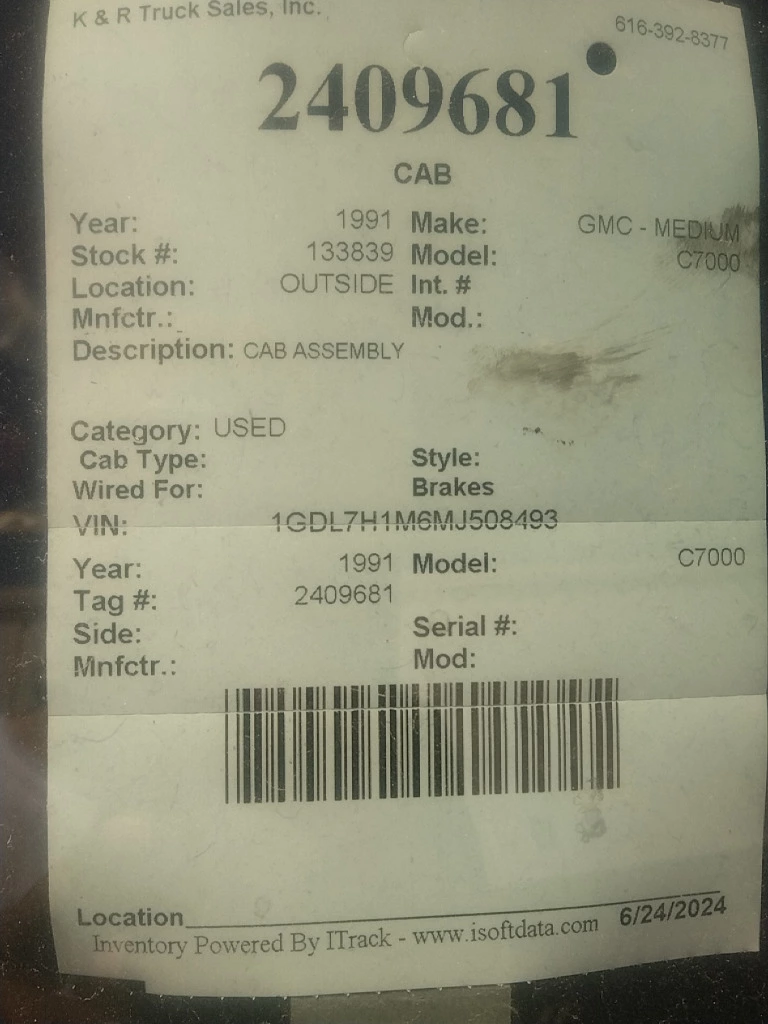 K & R Truck Sales, Inc. 616-392-8377
2409681
CAB
Year: 1991 Make: GMC - MEDIUM
Stock #: 133839 Model: C7000
Location: OUTSIDE Int. #
Mnfctr.: Mod.:
Description: CAB ASSEMBLY
Category: USED
Cab Type: Style:
Wired For: Brakes
VIN: 1GDL7H1M6MJ508493
Year: 1991 Model: C7000
Tag #: 2409681
Side: Serial #:
Mnfctr.: Mod:
Location 6/24/2024
Inventory Powered By ITrack - www.isoftdata.com